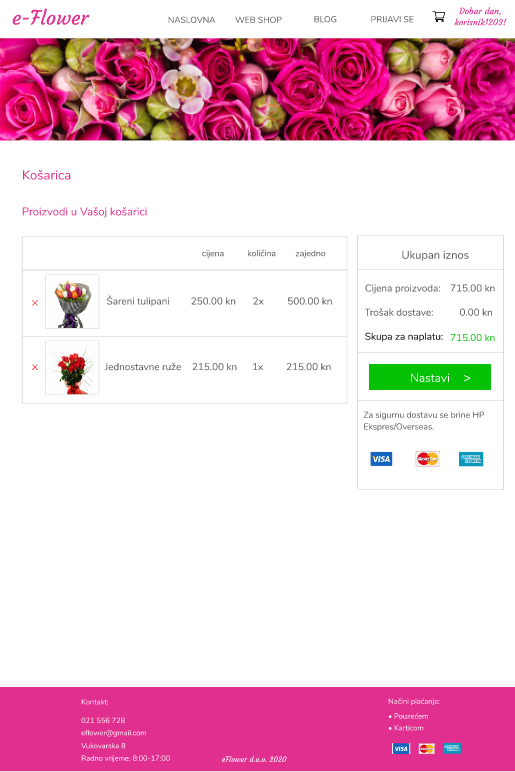 e-Flower
NASLOVNA WEB SHOP BLOG PRIJAVI SE
Dobar dan,
korisnik1203!
Košarica
Proizvodi u Vašoj košarici
cijena količina zajedno
× Šareni tulipani 250.00 kn 2x 500.00 kn
× Jednostavne ruže 215.00 kn 1x 215.00 kn
Ukupan iznos
Cijena proizvoda: 715.00 kn
Trošak dostave: 0.00 kn
Skupa za naplatu: 715.00 kn
Nastavi >
Za sigurnu dostavu se brine HP
Ekspres/Overseas.
VISA MasterCard
Kontakt:
021 556 728
eflower@gmail.com
Vukovarska 8
Radno vrijeme: 8:00-17:00
eFlower d.o.o. 2020
Načini plaćanja:
• Pouzećem
• Karticom
VISA